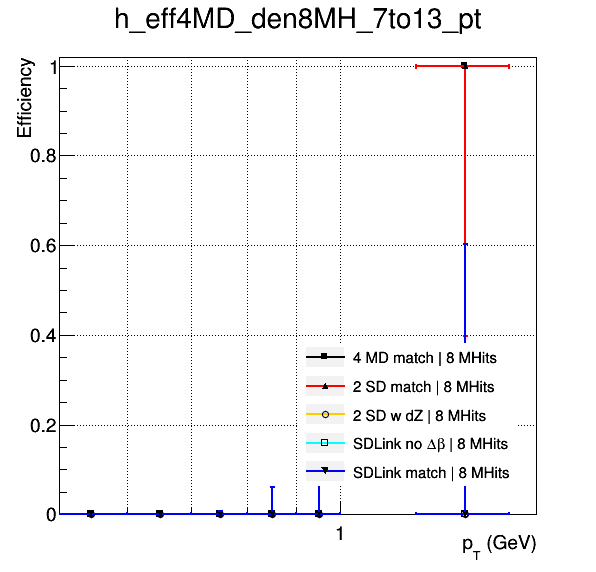 h_eff4MD_den8MH_7to13_pt
Efficiency
1
0.8
0.6
0.4
0.2
0
4 MD match | 8 MHits
2 SD match | 8 MHits
2 SD w dZ | 8 MHits
SDLink no Δβ | 8 MHits
SDLink match | 8 MHits
1
p_T (GeV)